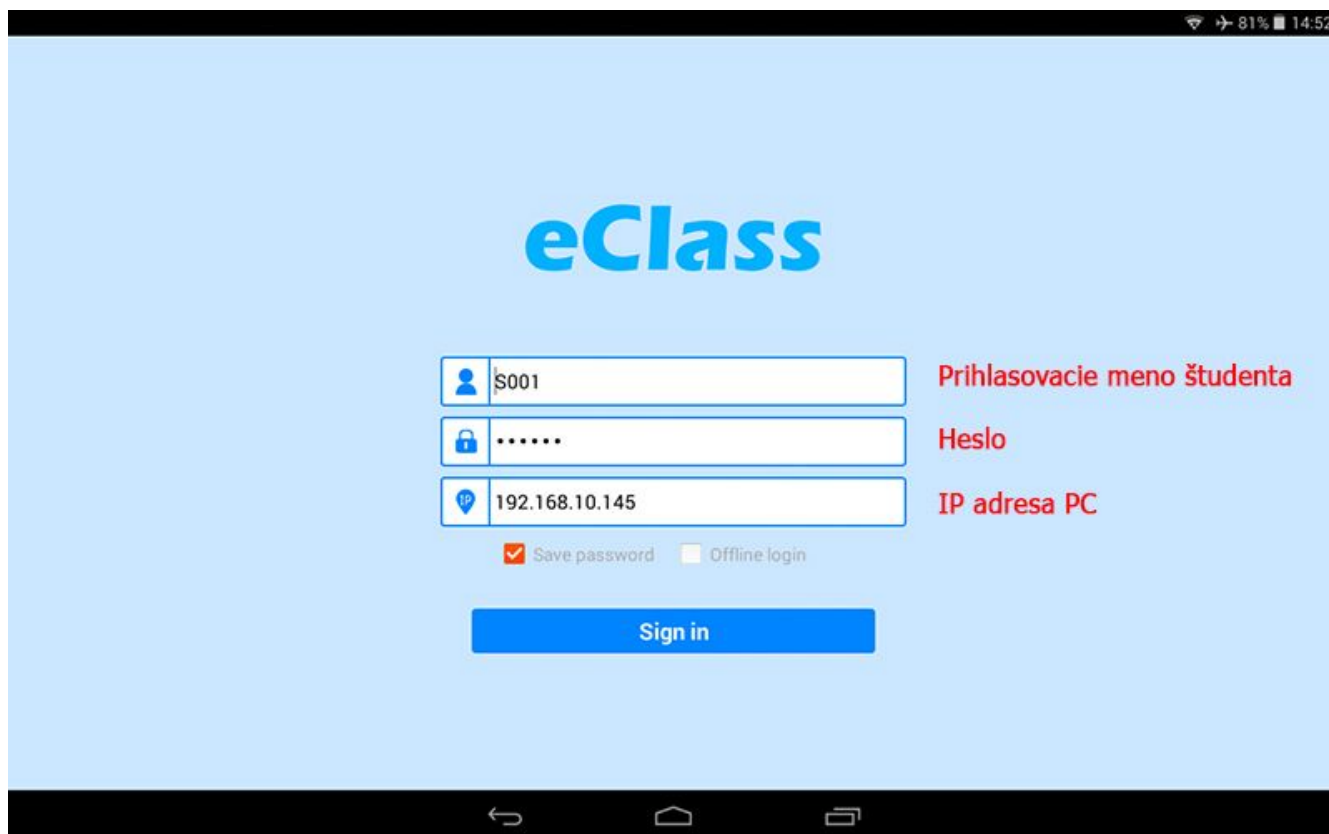 81% 14:52
eClass
S001 Prihlasovacie meno študenta
•••••• Heslo
IP 192.168.10.145 IP adresa PC
Save password Offline login
Sign in